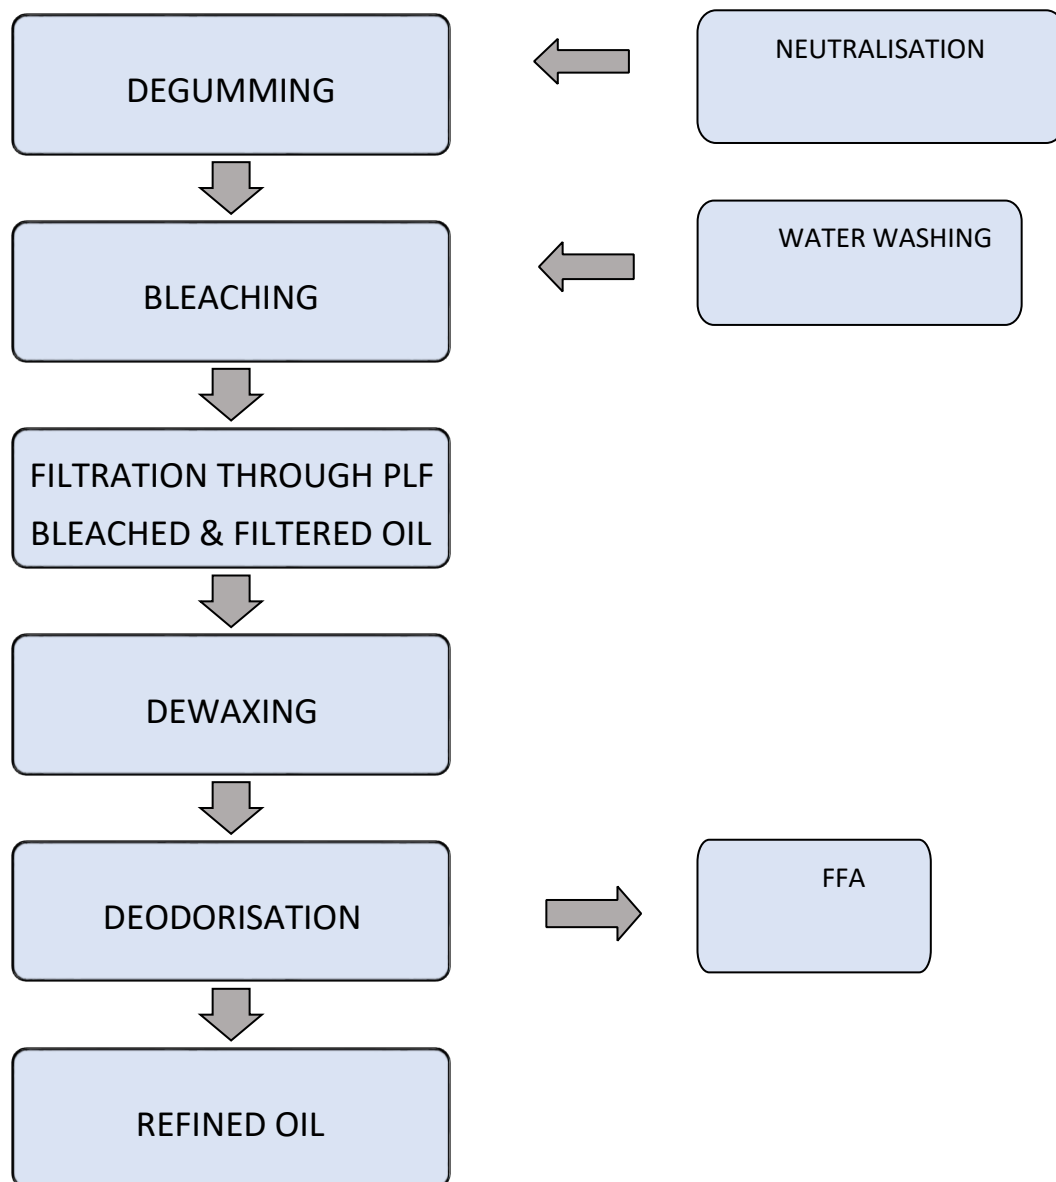 DEGUMMING
NEUTRALISATION
BLEACHING
WATER WASHING
FILTRATION THROUGH PLF
BLEACHED & FILTERED OIL
DEWAXING
DEODORISATION
FFA
REFINED OIL